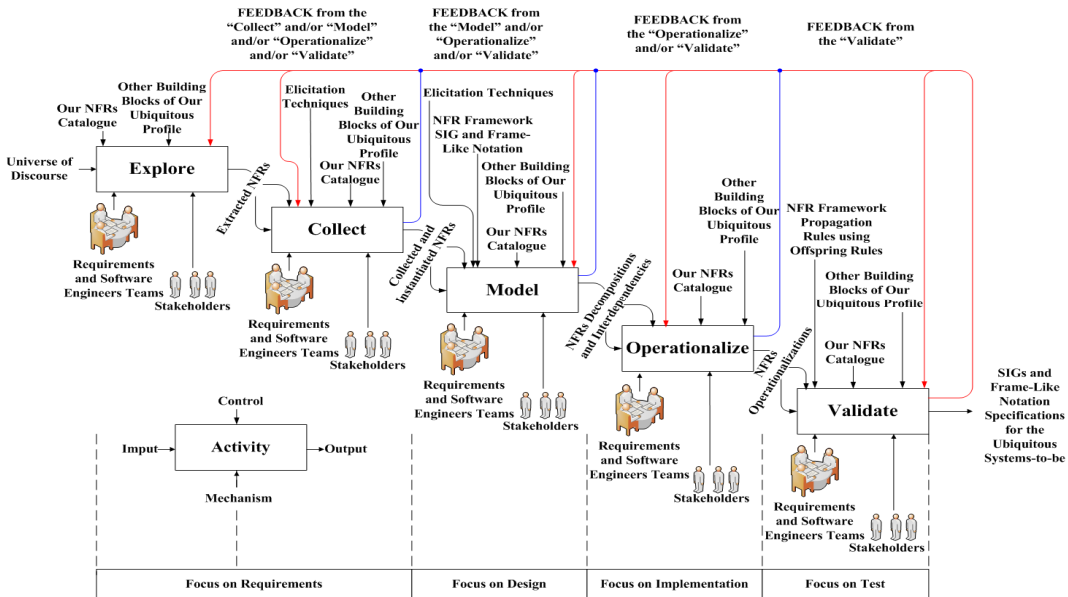 FEEDBACK from the
“Collect” and/or “Model”
and/or “Operationalize”
and/or “Validate”
FEEDBACK from
the “Model” and/or
“Operationalize”
and/or “Validate”
FEEDBACK from
the “Operationalize”
and/or “Validate”
FEEDBACK from
the “Validate”
Other Building
Blocks of Our
Ubiquitous
Profile
Our NFRs
Catalogue
Universe of
Discourse
Explore
Requirements
and Software
Engineers Teams
Stakeholders
Extracted NFRs
Elicitation
Techniques
Other
Building
Blocks of Our
Ubiquitous
Profile
Our NFRs
Catalogue
Collect
Requirements
and Software
Engineers Teams
Stakeholders
Collected and
Instantiated NFRs
Elicitation Techniques
NFR Framework
SIG and Frame-
Like Notation
Other Building
Blocks of Our
Ubiquitous
Profile
Our NFRs
Catalogue
Model
Requirements
and Software
Engineers Teams
Stakeholders
NFRs Decompositions
and Interdependencies
Other
Building
Blocks of Our
Ubiquitous
Profile
Our NFRs
Catalogue
Operationalize
Requirements
and Software
Engineers Teams
Stakeholders
NFRs
Operationalizations
NFR Framework
Propagation
Rules using
Offspring Rules
Other Building
Blocks of Our
Ubiquitous Profile
Our NFRs
Catalogue
Validate
Requirements
and Software
Engineers Teams
Stakeholders
SIGs and
Frame-Like
Notation
Specifications
for the
Ubiquitous
Systems-to-be
Control
Imput
Activity
Output
Mechanism
Focus on Requirements
Focus on Design
Focus on Implementation
Focus on Test